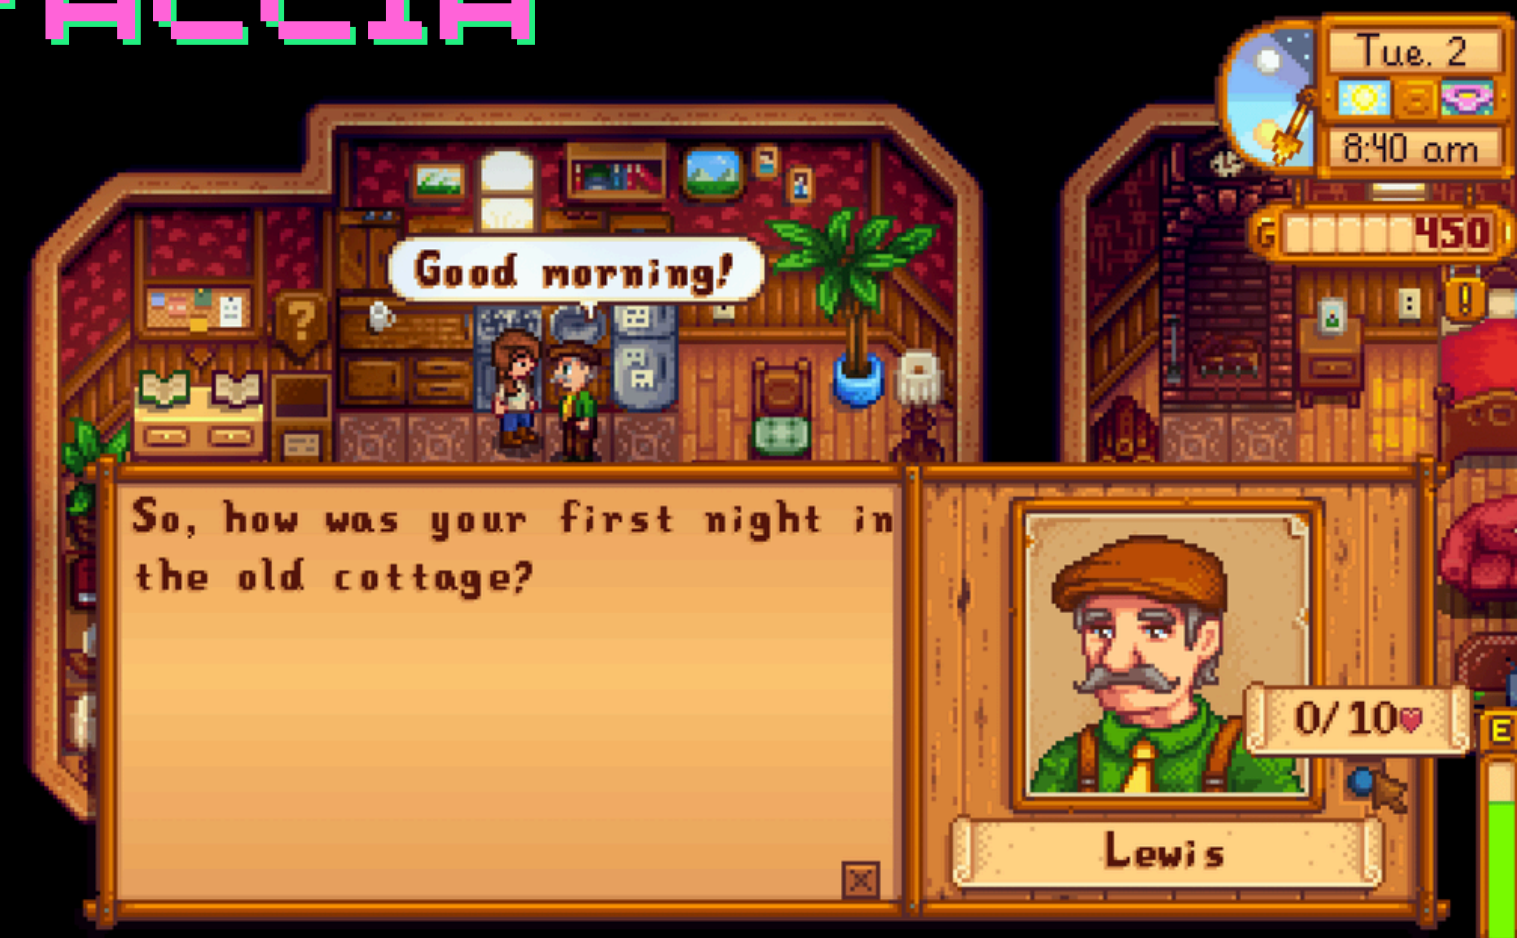 Tue. 2
8:40 am
G 450
Good morning!
?
!
So, how was your first night in
the old cottage?
0/10
Lewis
E